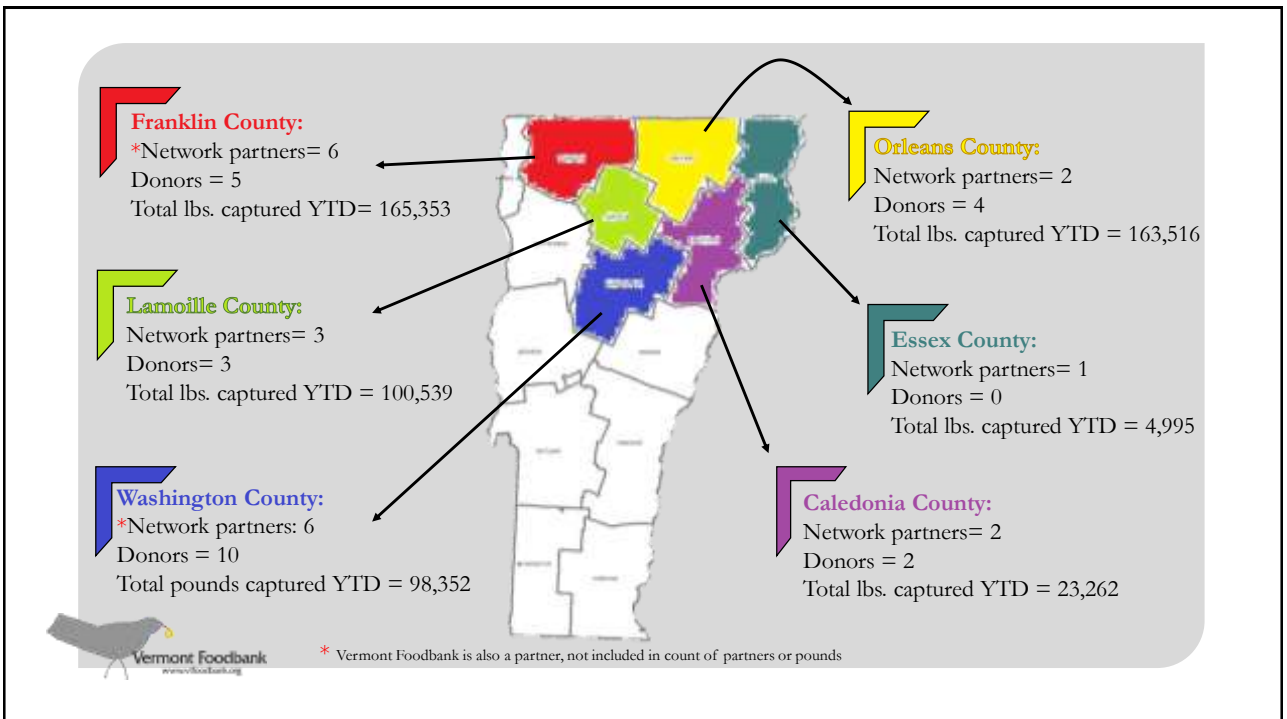 Franklin County:
*Network partners= 6
Donors = 5
Total lbs. captured YTD= 165,353
Lamoille County:
Network partners= 3
Donors= 3
Total lbs. captured YTD = 100,539
Washington County:
*Network partners: 6
Donors = 10
Total pounds captured YTD = 98,352
Orleans County:
Network partners= 2
Donors = 4
Total lbs. captured YTD = 163,516
Essex County:
Network partners= 1
Donors = 0
Total lbs. captured YTD = 4,995
Caledonia County:
Network partners= 2
Donors = 2
Total lbs. captured YTD = 23,262
Vermont Foodbank
www.vtfoodbank.org
* Vermont Foodbank is also a partner, not included in count of partners or pounds